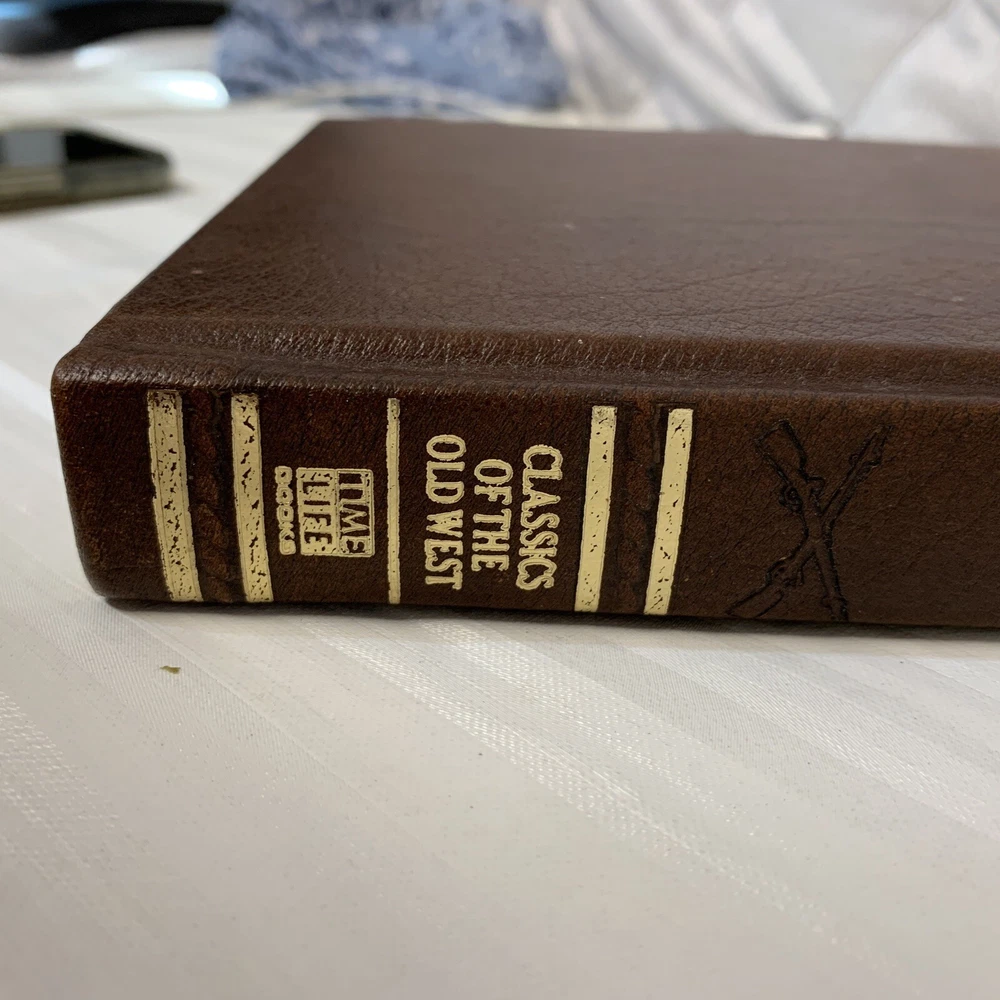 CLASSICS
OF THE
OLD WEST
TIME
LIFE
BOOKS